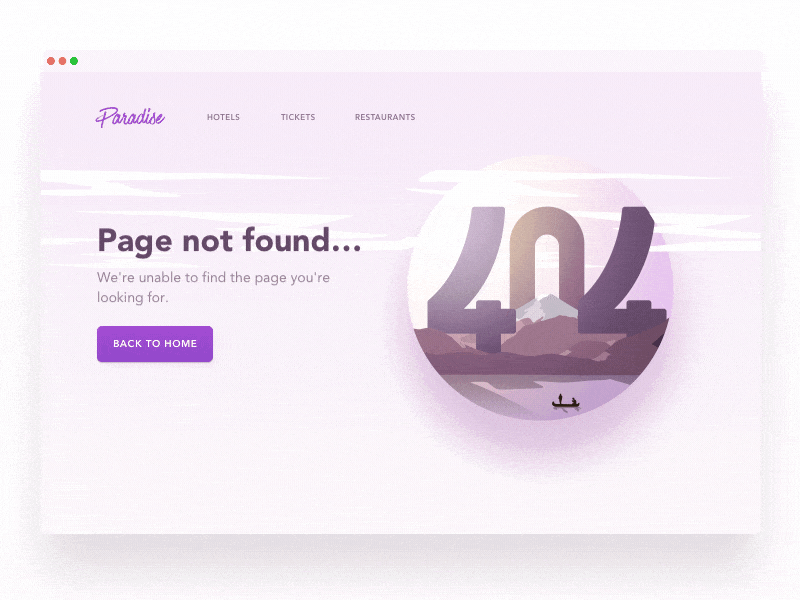 Paradise HOTELS TICKETS RESTAURANTS
404
Page not found...
We're unable to find the page you're
looking for.
BACK TO HOME